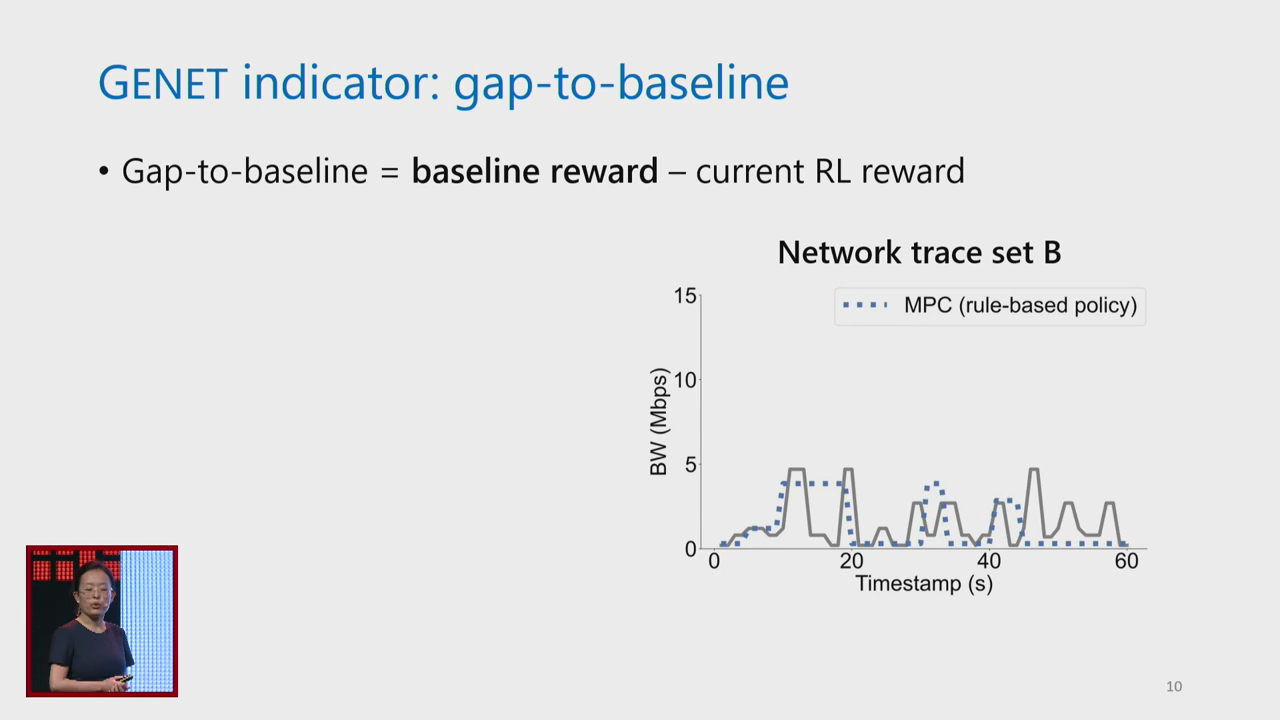 GENET indicator: gap-to-baseline
• Gap-to-baseline = baseline reward – current RL reward
Network trace set B
MPC (rule-based policy)
15
10
5
0
BW (Mbps)
0 20 40 60
Timestamp (s)
10